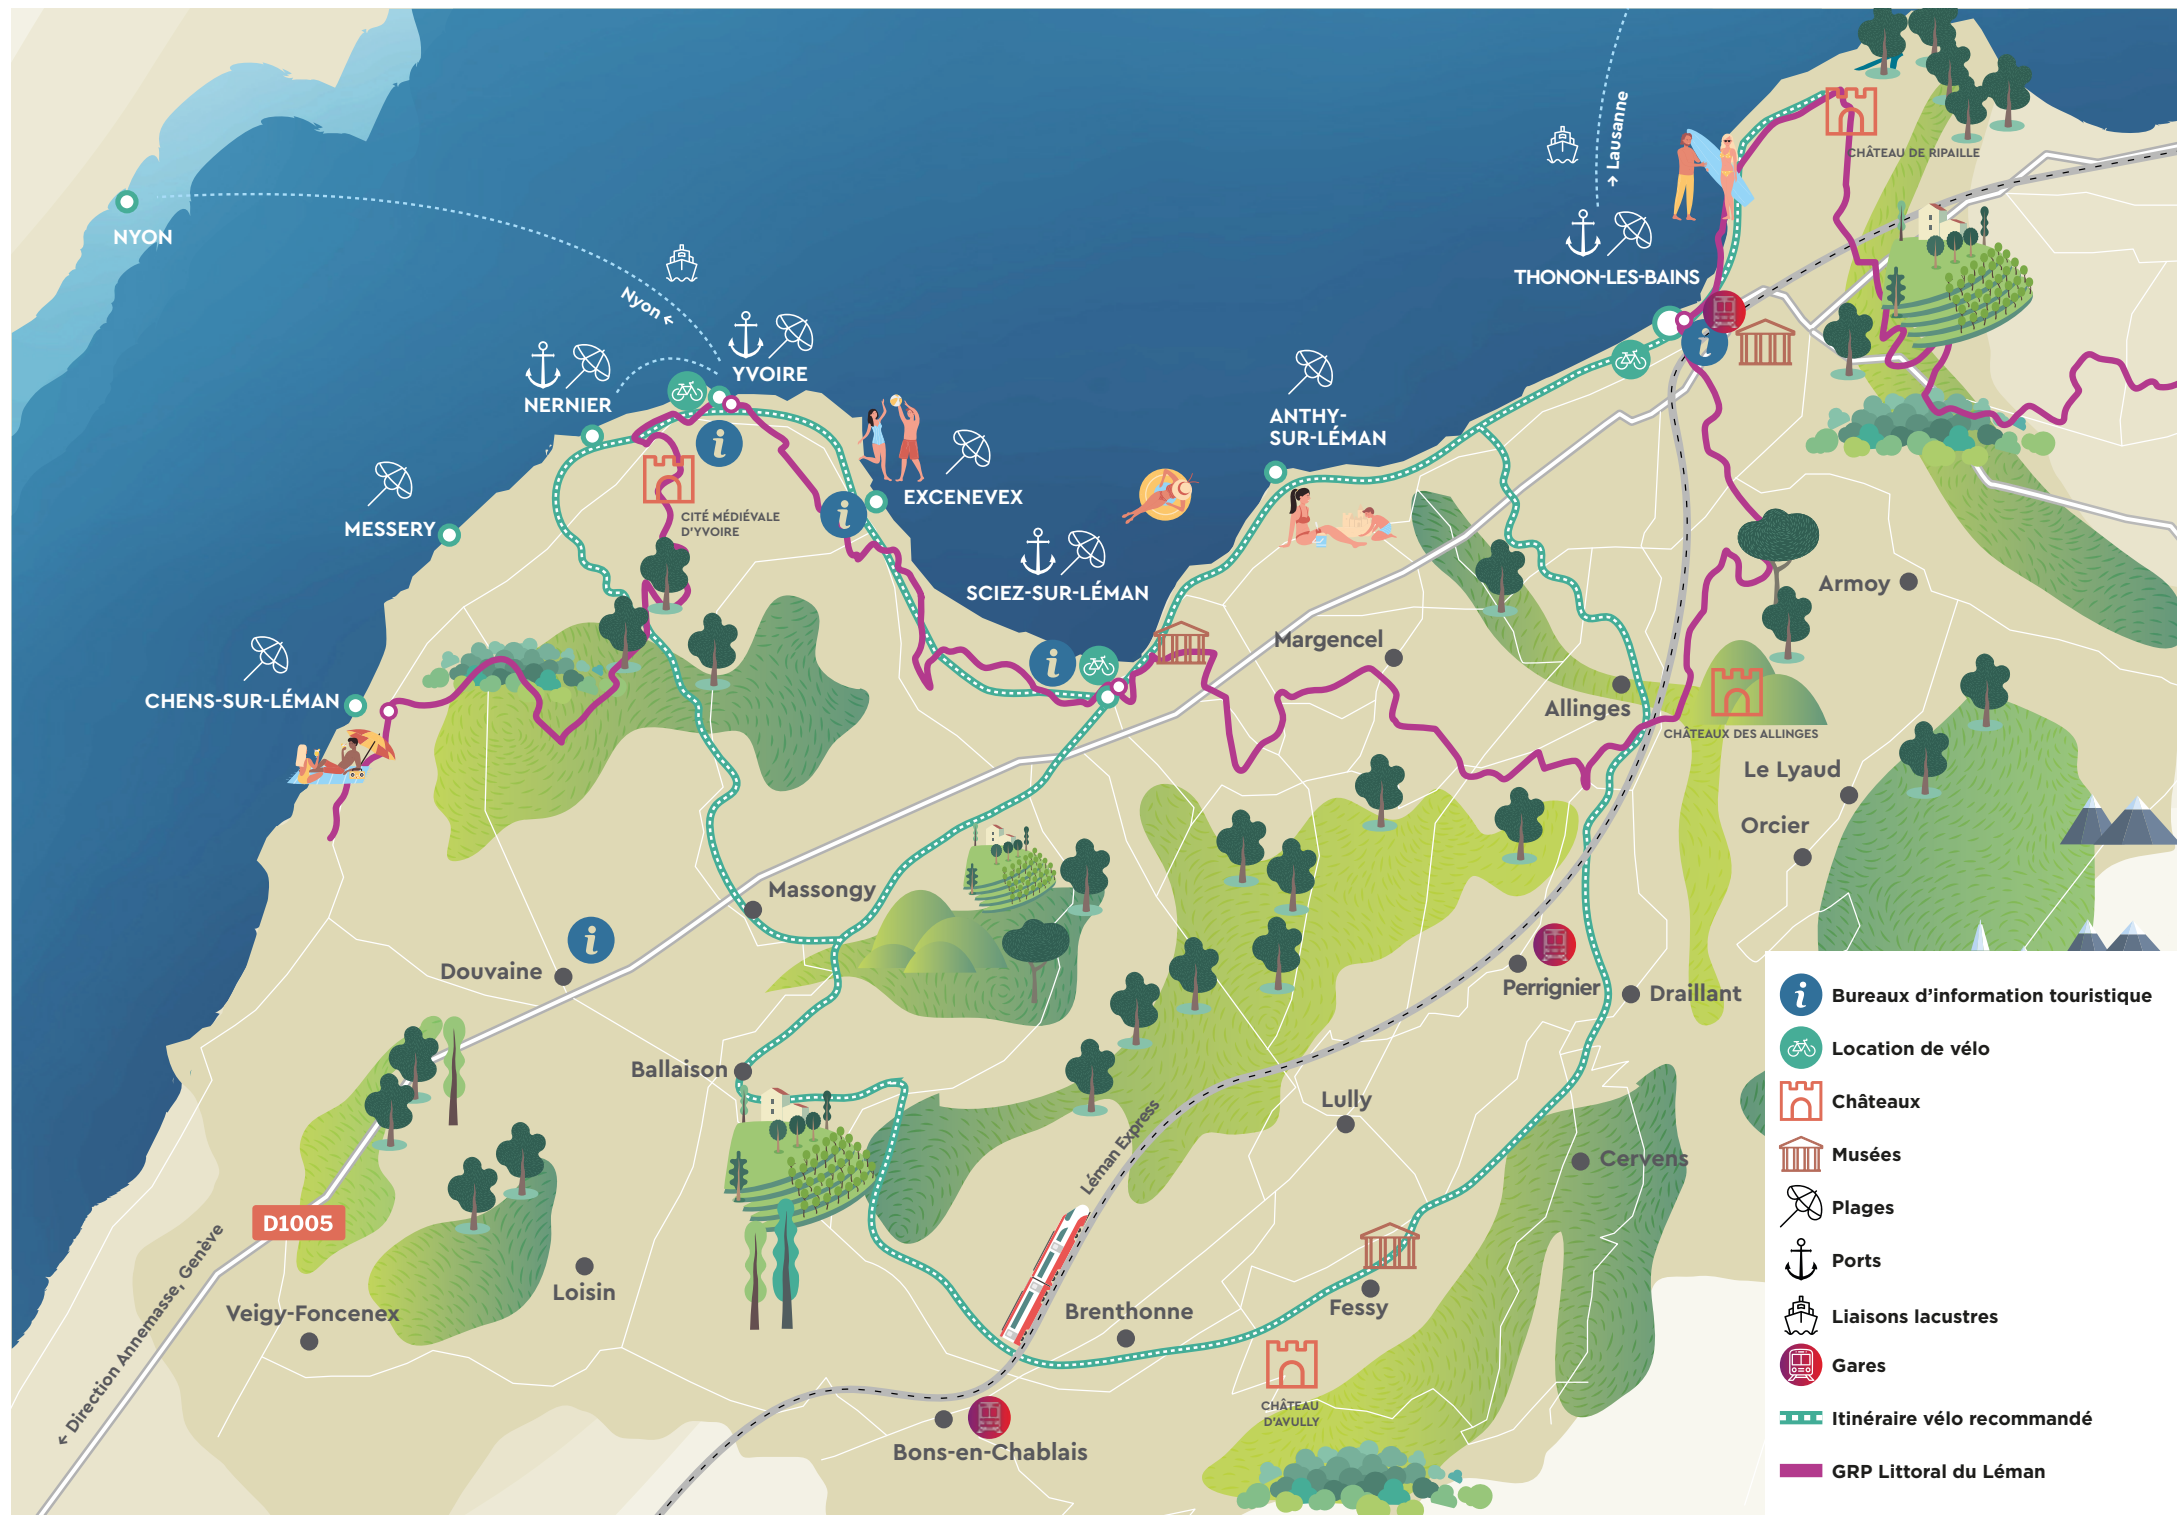 → Lausanne
CHÂTEAU DE RIPAILLE
NYON
THONON-LES-BAINS
Nyon ←
YVOIRE
NERNIER
ANTHY-
SUR-LÉMAN
EXCENEVEX
CITÉ MÉDIÉVALE
D'YVOIRE
MESSERY
SCIEZ-SUR-LÉMAN
Armoy
Margencel
CHENS-SUR-LÉMAN
Allinges
CHÂTEAUX DES ALLINGES
Le Lyaud
Orcier
Massongy
Douvaine
Perrignier
Draillant
Ballaison
Lully
Léman Express
Cervens
D1005
Loisin
Veigy-Foncenex
Brenthonne
Fessy
← Direction Annemasse, Genève
CHÂTEAU
D'AVULLY
Bons-en-Chablais
i Bureaux d'information touristique
Location de vélo
Châteaux
Musées
Plages
Ports
Liaisons lacustres
Gares
Itinéraire vélo recommandé
GRP Littoral du Léman